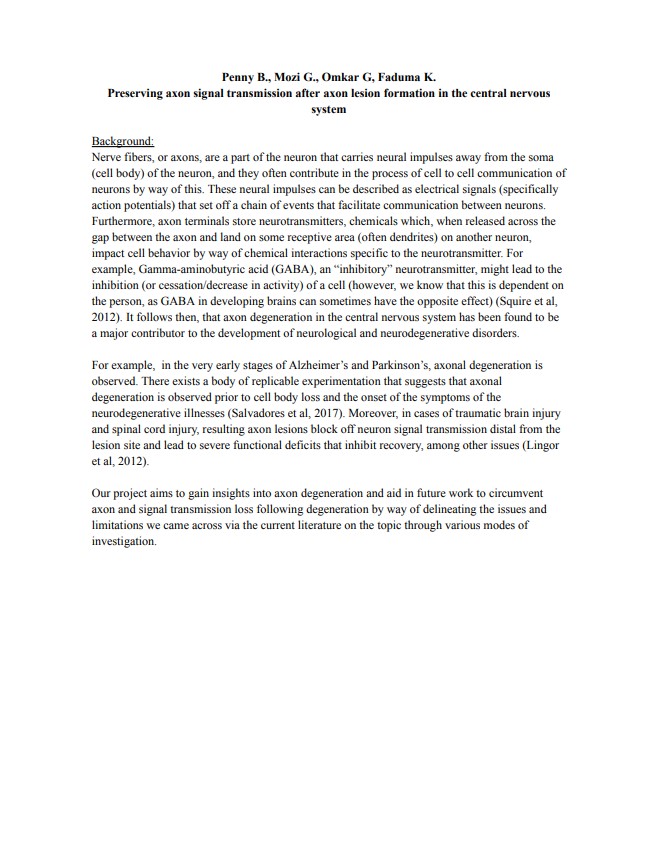 Penny B., Mozi G., Omkar G, Faduma K.
Preserving axon signal transmission after axon lesion formation in the central nervous
system
Background:
Nerve fibers, or axons, are a part of the neuron that carries neural impulses away from the soma
(cell body) of the neuron, and they often contribute in the process of cell to cell communication of
neurons by way of this. These neural impulses can be described as electrical signals (specifically
action potentials) that set off a chain of events that facilitate communication between neurons.
Furthermore, axon terminals store neurotransmitters, chemicals which, when released across the
gap between the axon and land on some receptive area (often dendrites) on another neuron,
impact cell behavior by way of chemical interactions specific to the neurotransmitter. For
example, Gamma-aminobutyric acid (GABA), an “inhibitory” neurotransmitter, might lead to the
inhibition (or cessation/decrease in activity) of a cell (however, we know that this is dependent on
the person, as GABA in developing brains can sometimes have the opposite effect) (Squire et al,
2012). It follows then, that axon degeneration in the central nervous system has been found to be
a major contributor to the development of neurological and neurodegenerative disorders.
For example,  in the very early stages of Alzheimer’s and Parkinson’s, axonal degeneration is
observed. There exists a body of replicable experimentation that suggests that axonal
degeneration is observed prior to cell body loss and the onset of the symptoms of the
neurodegenerative illnesses (Salvadores et al, 2017). Moreover, in cases of traumatic brain injury
and spinal cord injury, resulting axon lesions block off neuron signal transmission distal from the
lesion site and lead to severe functional deficits that inhibit recovery, among other issues (Lingor
et al, 2012).
Our project aims to gain insights into axon degeneration and aid in future work to circumvent
axon and signal transmission loss following degeneration by way of delineating the issues and
limitations we came across via the current literature on the topic through various modes of
investigation.